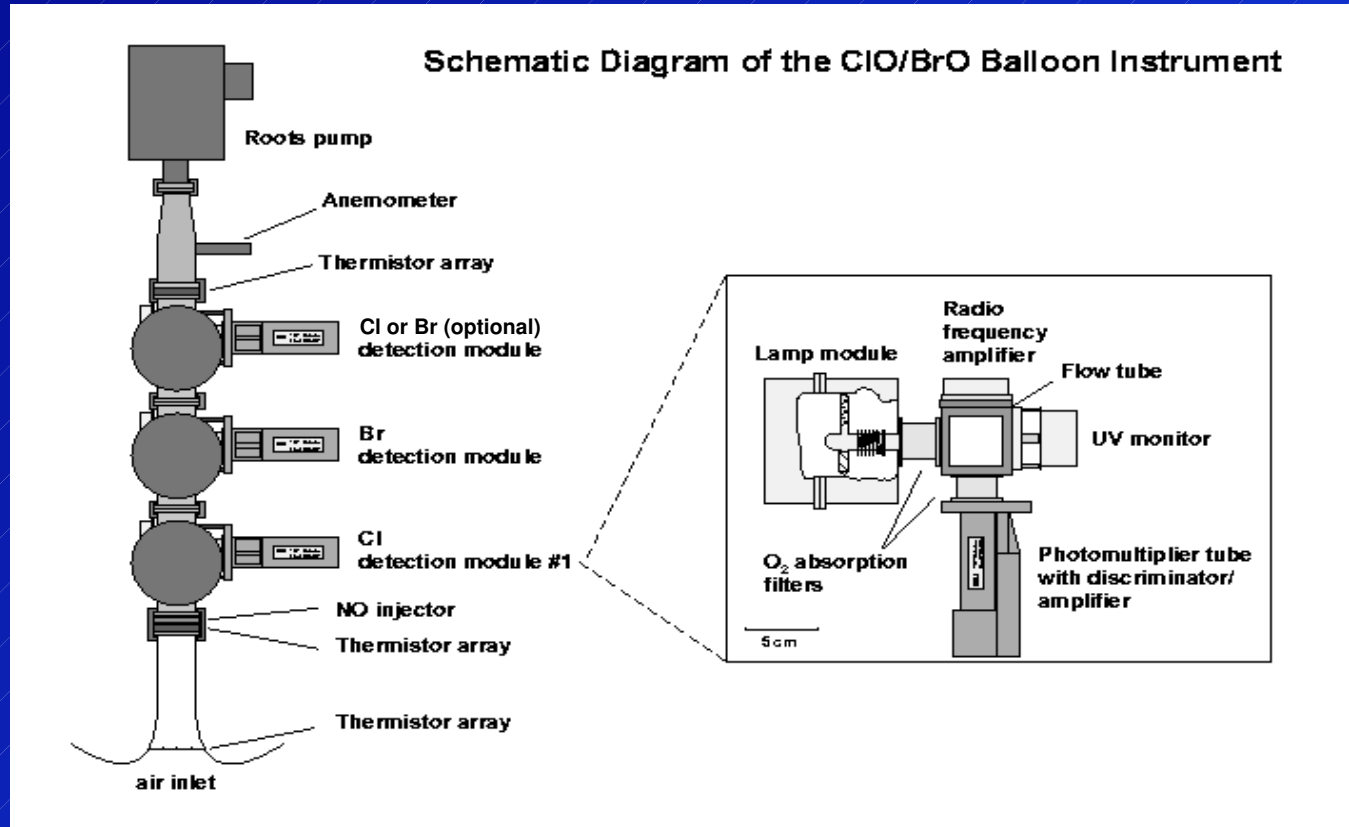 Schematic Diagram of the ClO/BrO Balloon Instrument
Roots pump
Anemometer
Thermistor array
Cl or Br (optional)
detection module
Br
detection module
Cl
detection module #1
NO injector
Thermistor array
Thermistor array
air inlet
Lamp module
Radio
frequency
amplifier
Flow tube
UV monitor
O₂ absorption
filters
Photomultiplier tube
with discriminator/
amplifier
5cm